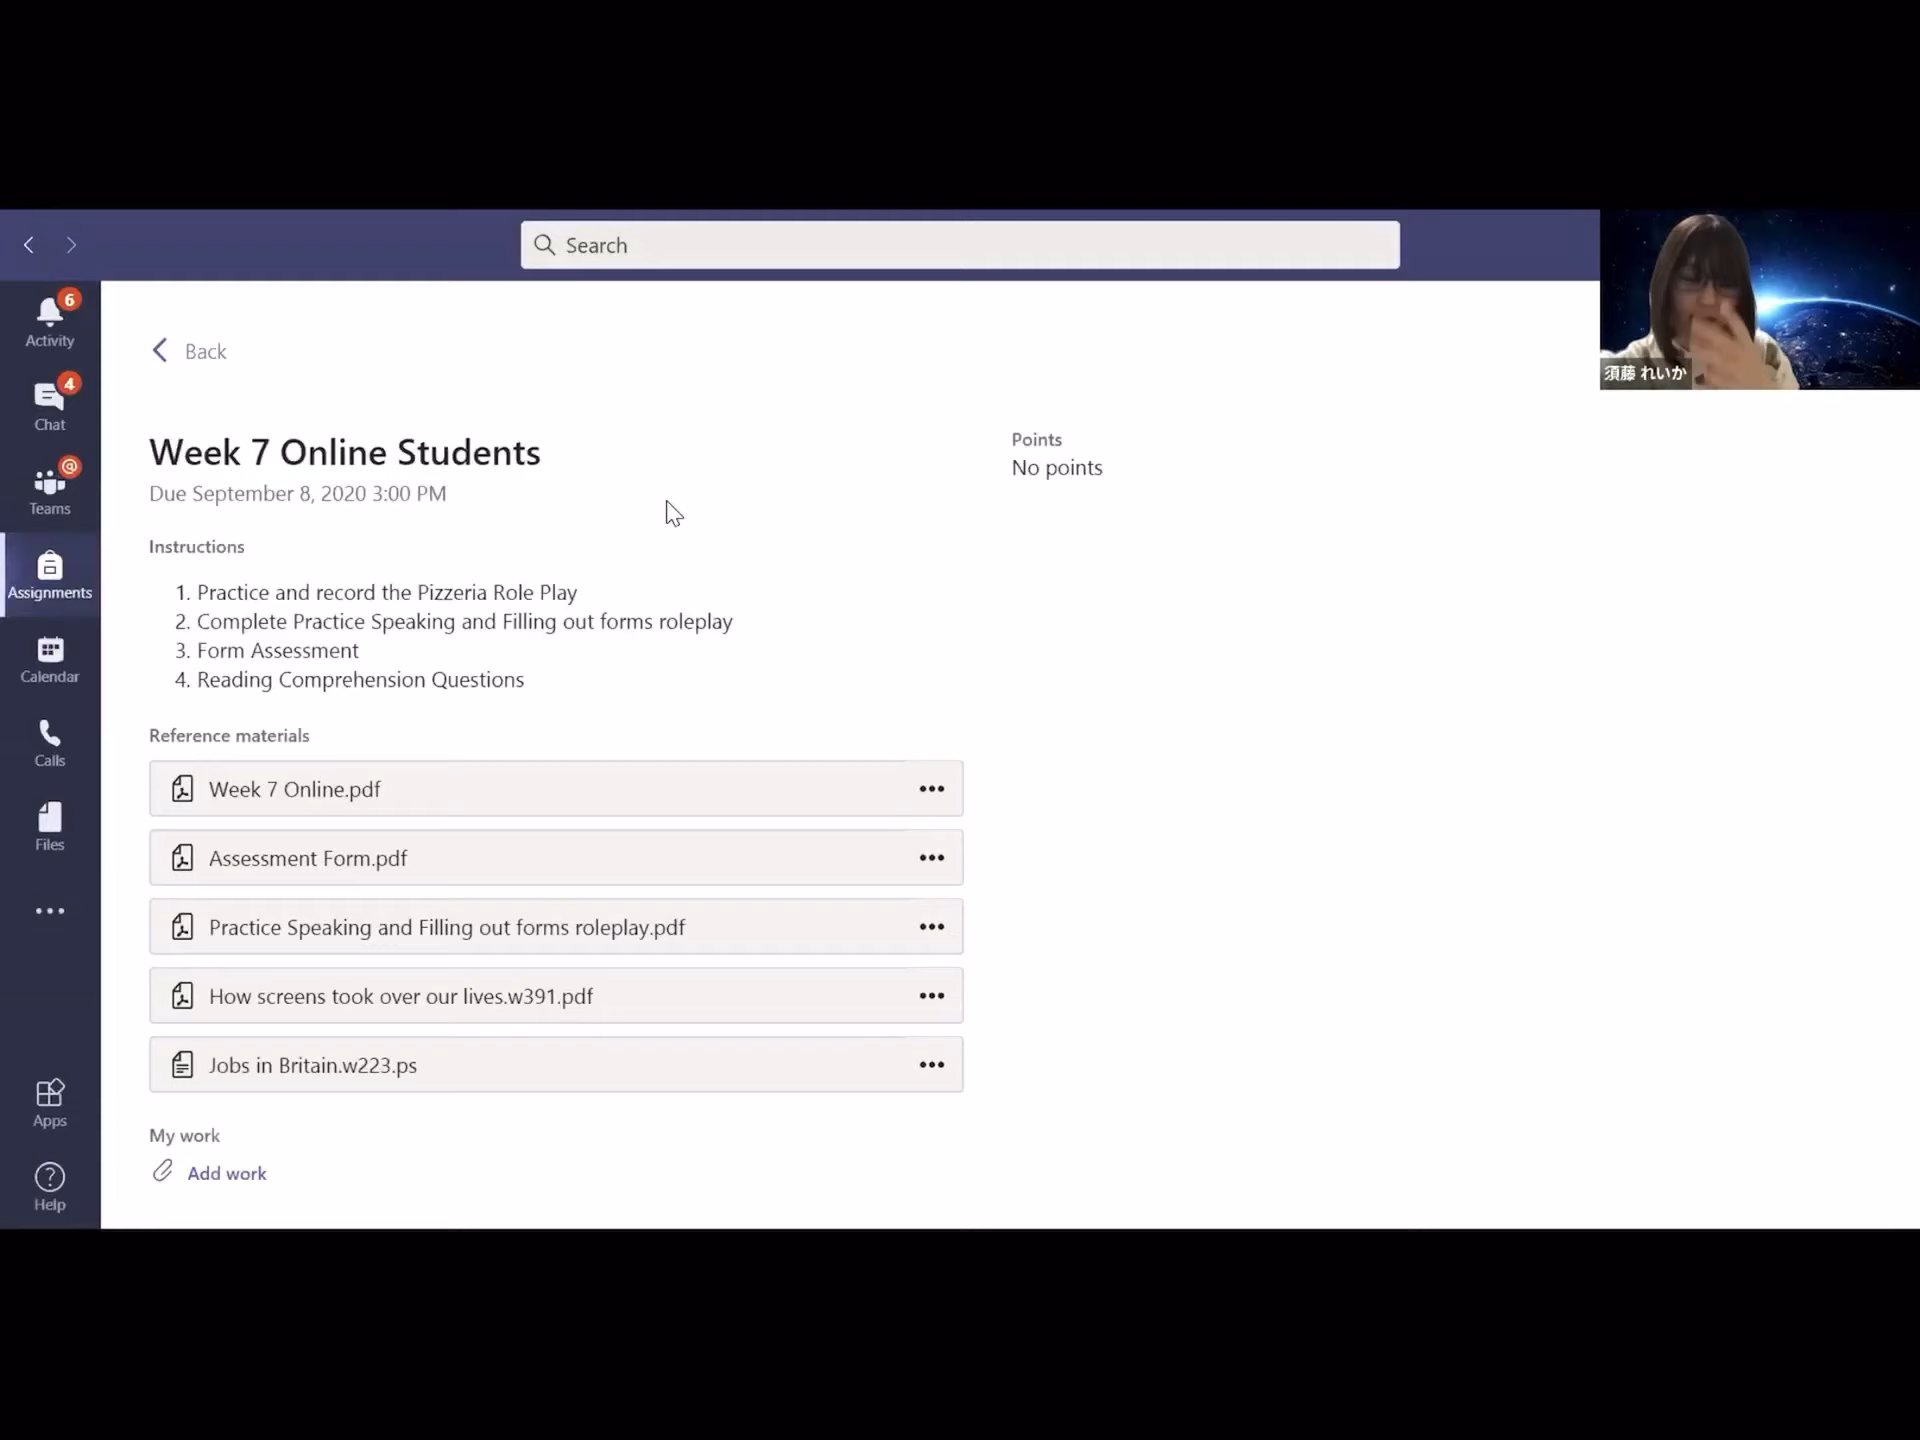 Search
6
Activity
4
Chat
@
Teams
Assignments
Calendar
Calls
Files
Apps
Help
Back
Week 7 Online Students
Due September 8, 2020 3:00 PM
Instructions
1. Practice and record the Pizzeria Role Play
2. Complete Practice Speaking and Filling out forms roleplay
3. Form Assessment
4. Reading Comprehension Questions
Reference materials
Week 7 Online.pdf
Assessment Form.pdf
Practice Speaking and Filling out forms roleplay.pdf
How screens took over our lives.w391.pdf
Jobs in Britain.w223.ps
My work
Add work
Points
No points
須藤 れいか